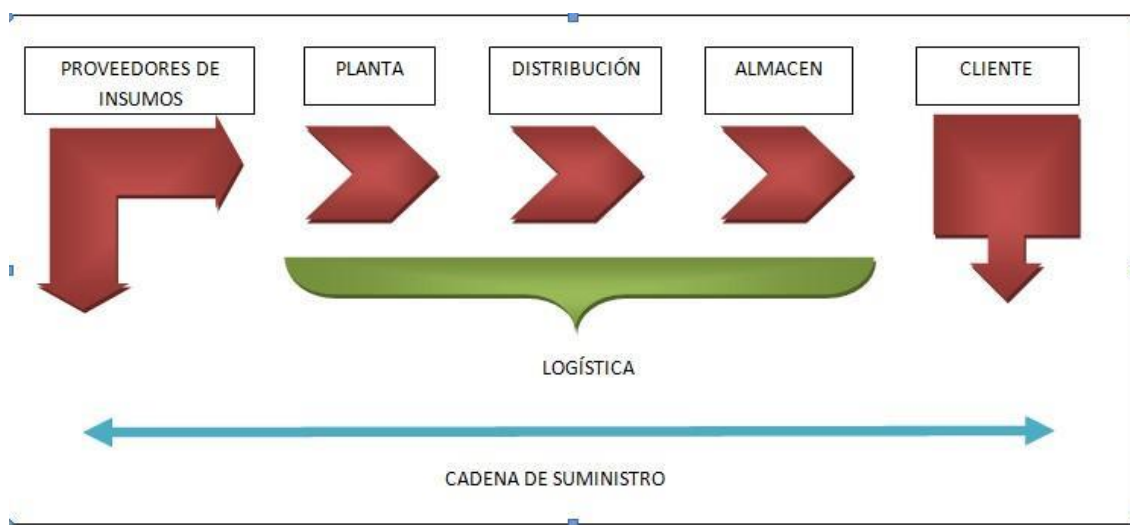 PROVEEDORES DE
INSUMOS
PLANTA
DISTRIBUCIÓN
ALMACEN
CLIENTE
LOGÍSTICA
CADENA DE SUMINISTRO